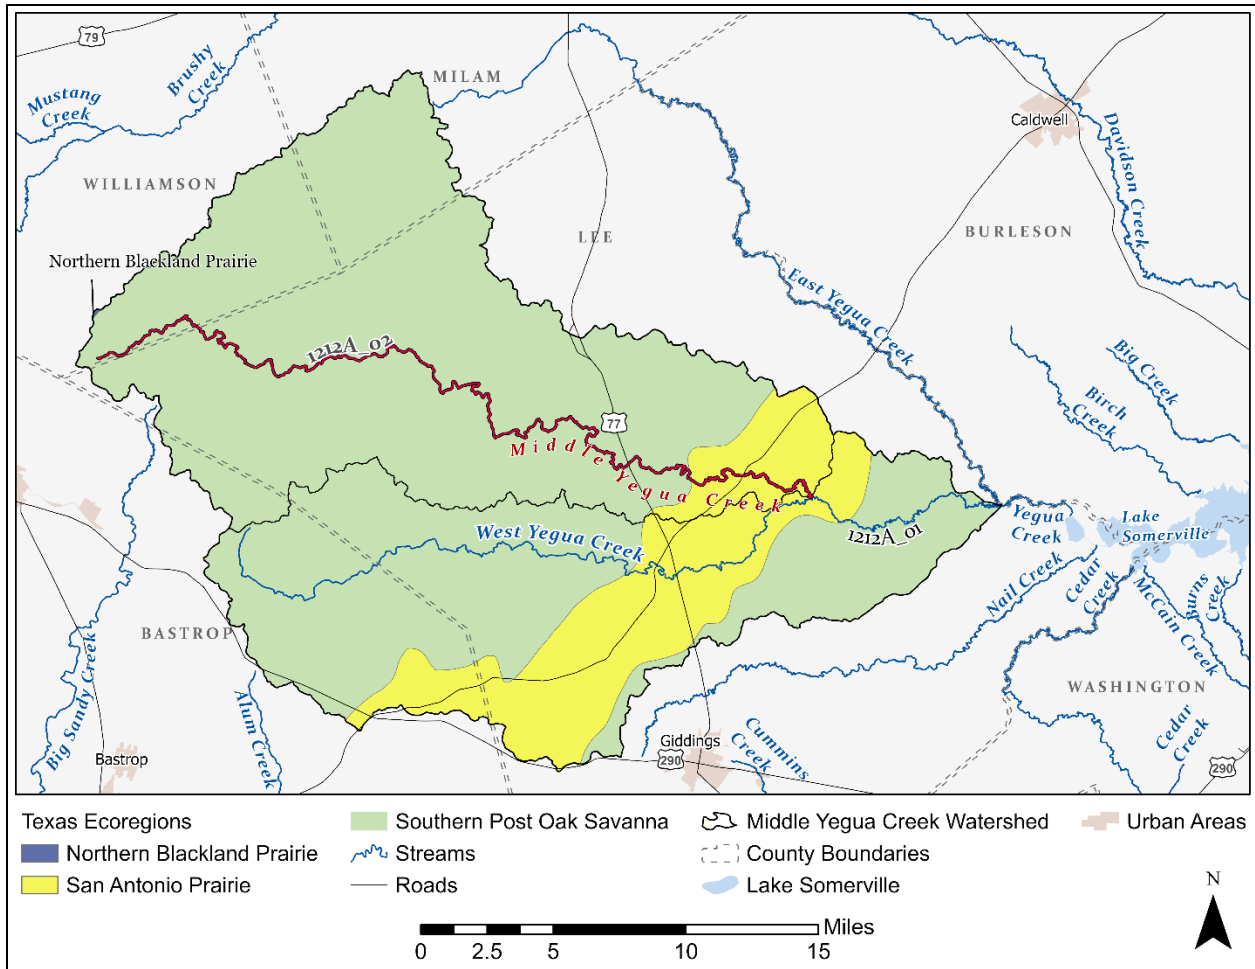 79
Brushy
Creek
Mustang
Creek
MILAM
Caldwell
Davidson Creek
WILLIAMSON
LEE
BURLESON
Northern Blackland Prairie
East Yegua Creek
1212A_02
Big Creek
Birch
Creek
77
Middle Yegua Creek
West Yegua Creek
1212A_01
Yegua
Creek
Lake
Somerville
Nail Creek
Cedar
Creek
McCain Creek
Burns
Creek
BASTROP
Big Sandy Creek
Alum Creek
WASHINGTON
Cedar
Creek
Bastrop
Giddings
290
Cummins
Creek
290
Texas Ecoregions
Northern Blackland Prairie
San Antonio Prairie
Southern Post Oak Savanna
Streams
Roads
Middle Yegua Creek Watershed
County Boundaries
Lake Somerville
Urban Areas
N
Miles
0 2.5 5 10 15